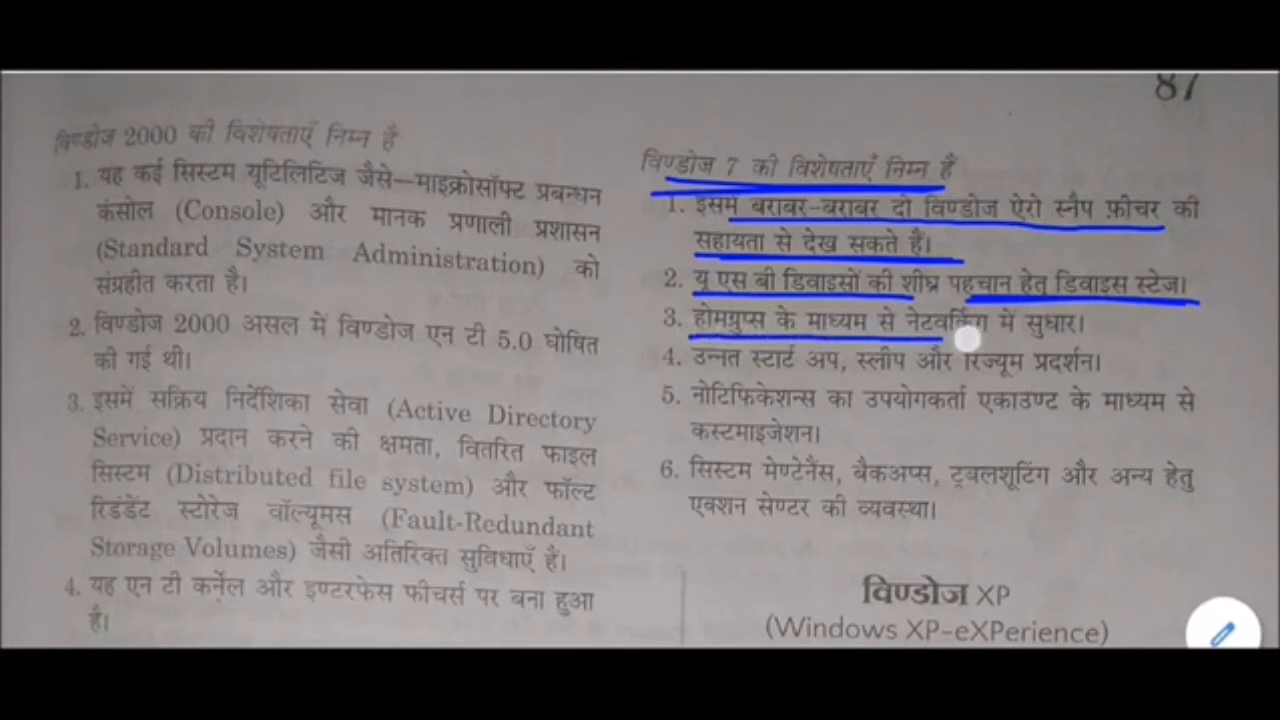 87
विण्डोज 2000 की विशेषताएँ निम्न हैं
1. यह कई सिस्टम यूटिलिटिज जैसे—माइक्रोसॉफ्ट प्रबन्धन
कंसोल (Console) और मानक प्रणाली प्रशासन
(Standard System Administration) को
संग्रहीत करता है।
2. विण्डोज 2000 असल में विण्डोज एन टी 5.0 घोषित
की गई थी।
3. इसमें सक्रिय निर्देशिका सेवा (Active Directory
Service) प्रदान करने की क्षमता, वितरित फाइल
सिस्टम (Distributed file system) और फॉल्ट
रिडंडेंट स्टोरेज वॉल्यूमस (Fault-Redundant
Storage Volumes) जैसी अतिरिक्त सुविधाएँ हैं।
4. यह एन टी कर्नेल और इण्टरफेस फीचर्स पर बना हुआ
है।
विण्डोज 7 की विशेषताएँ निम्न हैं
1. इसमें बराबर-बराबर दो विण्डोज ऐरो स्नैप फ़ीचर की
सहायता से देख सकते हैं।
2. यू एस बी डिवाइसों की शीघ्र पहचान हेतु डिवाइस स्टेज।
3. होमग्रुप्स के माध्यम से नेटवर्किंग में सुधार।
4. उन्नत स्टार्ट अप, स्लीप और रिज्यूम प्रदर्शन।
5. नोटिफिकेशन्स का उपयोगकर्ता एकाउण्ट के माध्यम से
कस्टमाइजेशन।
6. सिस्टम मेण्टेनैंस, बैकअप्स, ट्रबलशूटिंग और अन्य हेतु
एक्शन सेण्टर की व्यवस्था।
विण्डोज XP
(Windows XP-eXPerience)